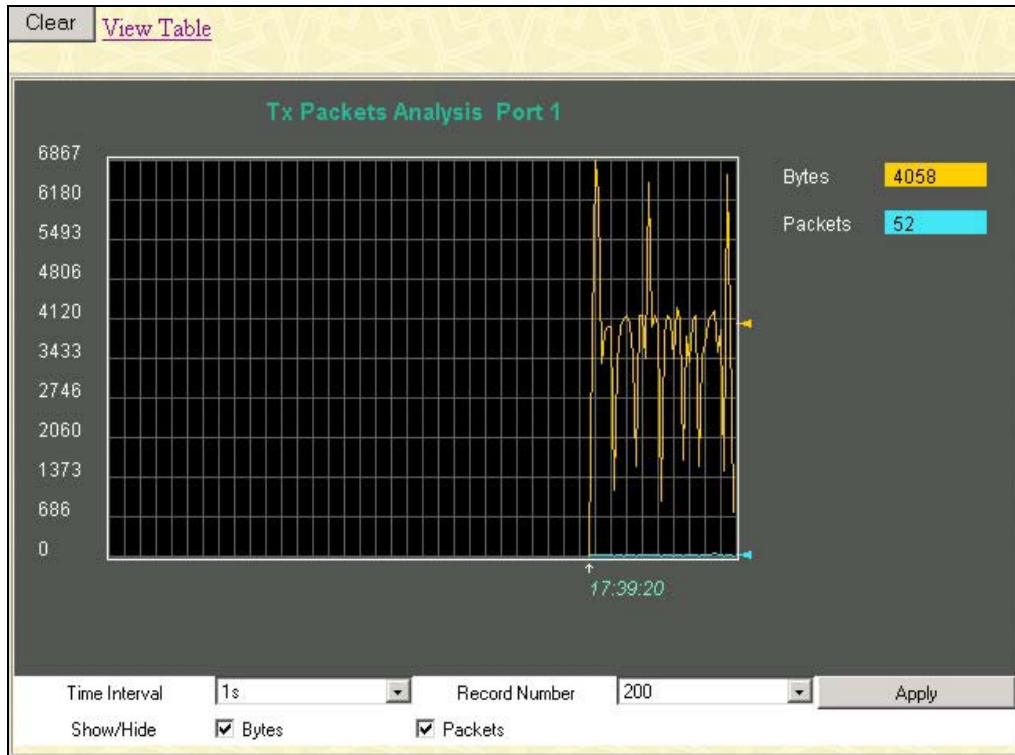 Clear View Table
Tx Packets Analysis Port 1
6867
6180
5493
4806
4120
3433
2746
2060
1373
686
0
Bytes 4058
Packets 52
17:39:20
Time Interval 1s Record Number 200 Apply
Show/Hide Bytes Packets